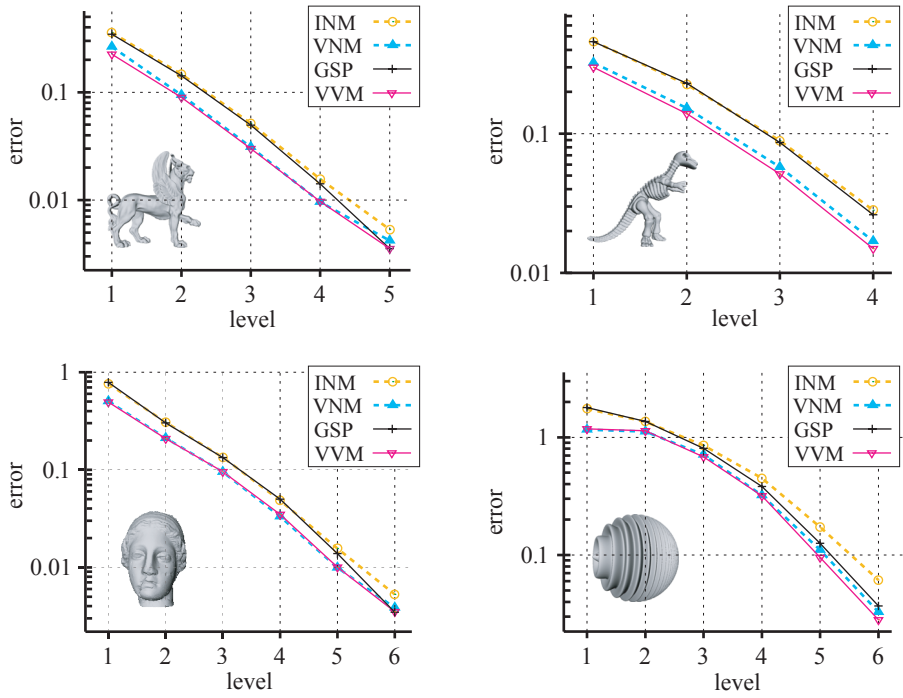 INM
VNM
GSP
VVM
0.1
0.01
error
1 2 3 4 5
level
INM
VNM
GSP
VVM
0.1
0.01
error
1 2 3 4
level
INM
VNM
GSP
VVM
1
0.1
0.01
error
1 2 3 4 5 6
level
INM
VNM
GSP
VVM
1
0.1
error
1 2 3 4 5 6
level